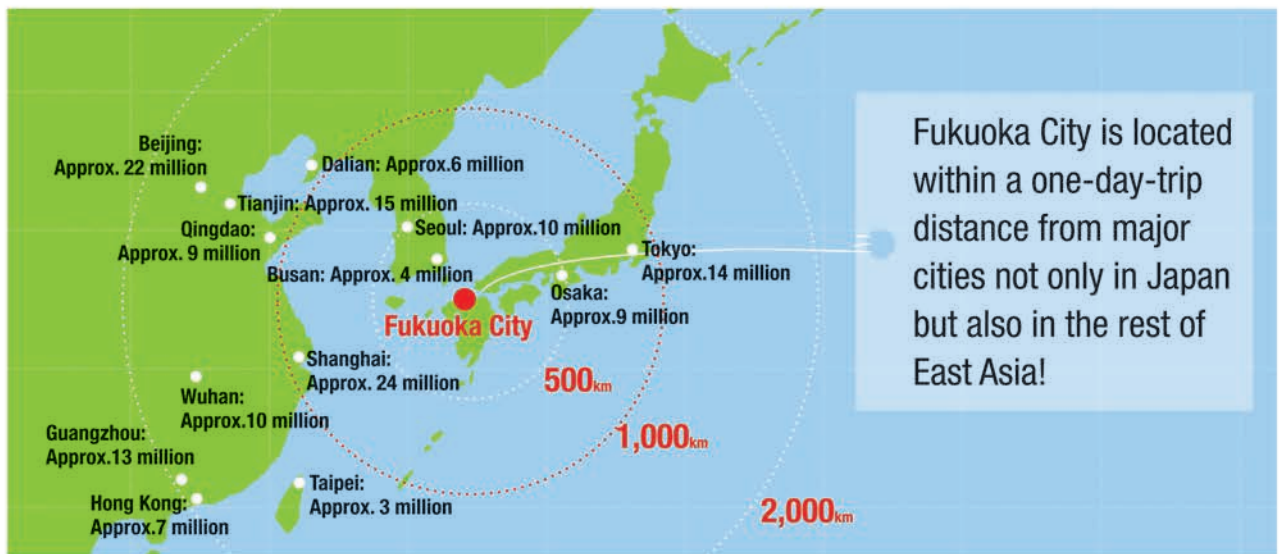 Beijing:
Approx. 22 million
Dalian: Approx.6 million
Tianjin: Approx. 15 million
Qingdao:
Approx. 9 million
Seoul: Approx.10 million
Busan: Approx. 4 million
Tokyo:
Approx.14 million
Osaka:
Approx.9 million
Fukuoka City
Shanghai:
Approx. 24 million
Wuhan:
Approx.10 million
Guangzhou:
Approx.13 million
Hong Kong:
Approx.7 million
Taipei:
Approx. 3 million
500km
1,000km
2,000km
Fukuoka City is located
within a one-day-trip
distance from major
cities not only in Japan
but also in the rest of
East Asia!